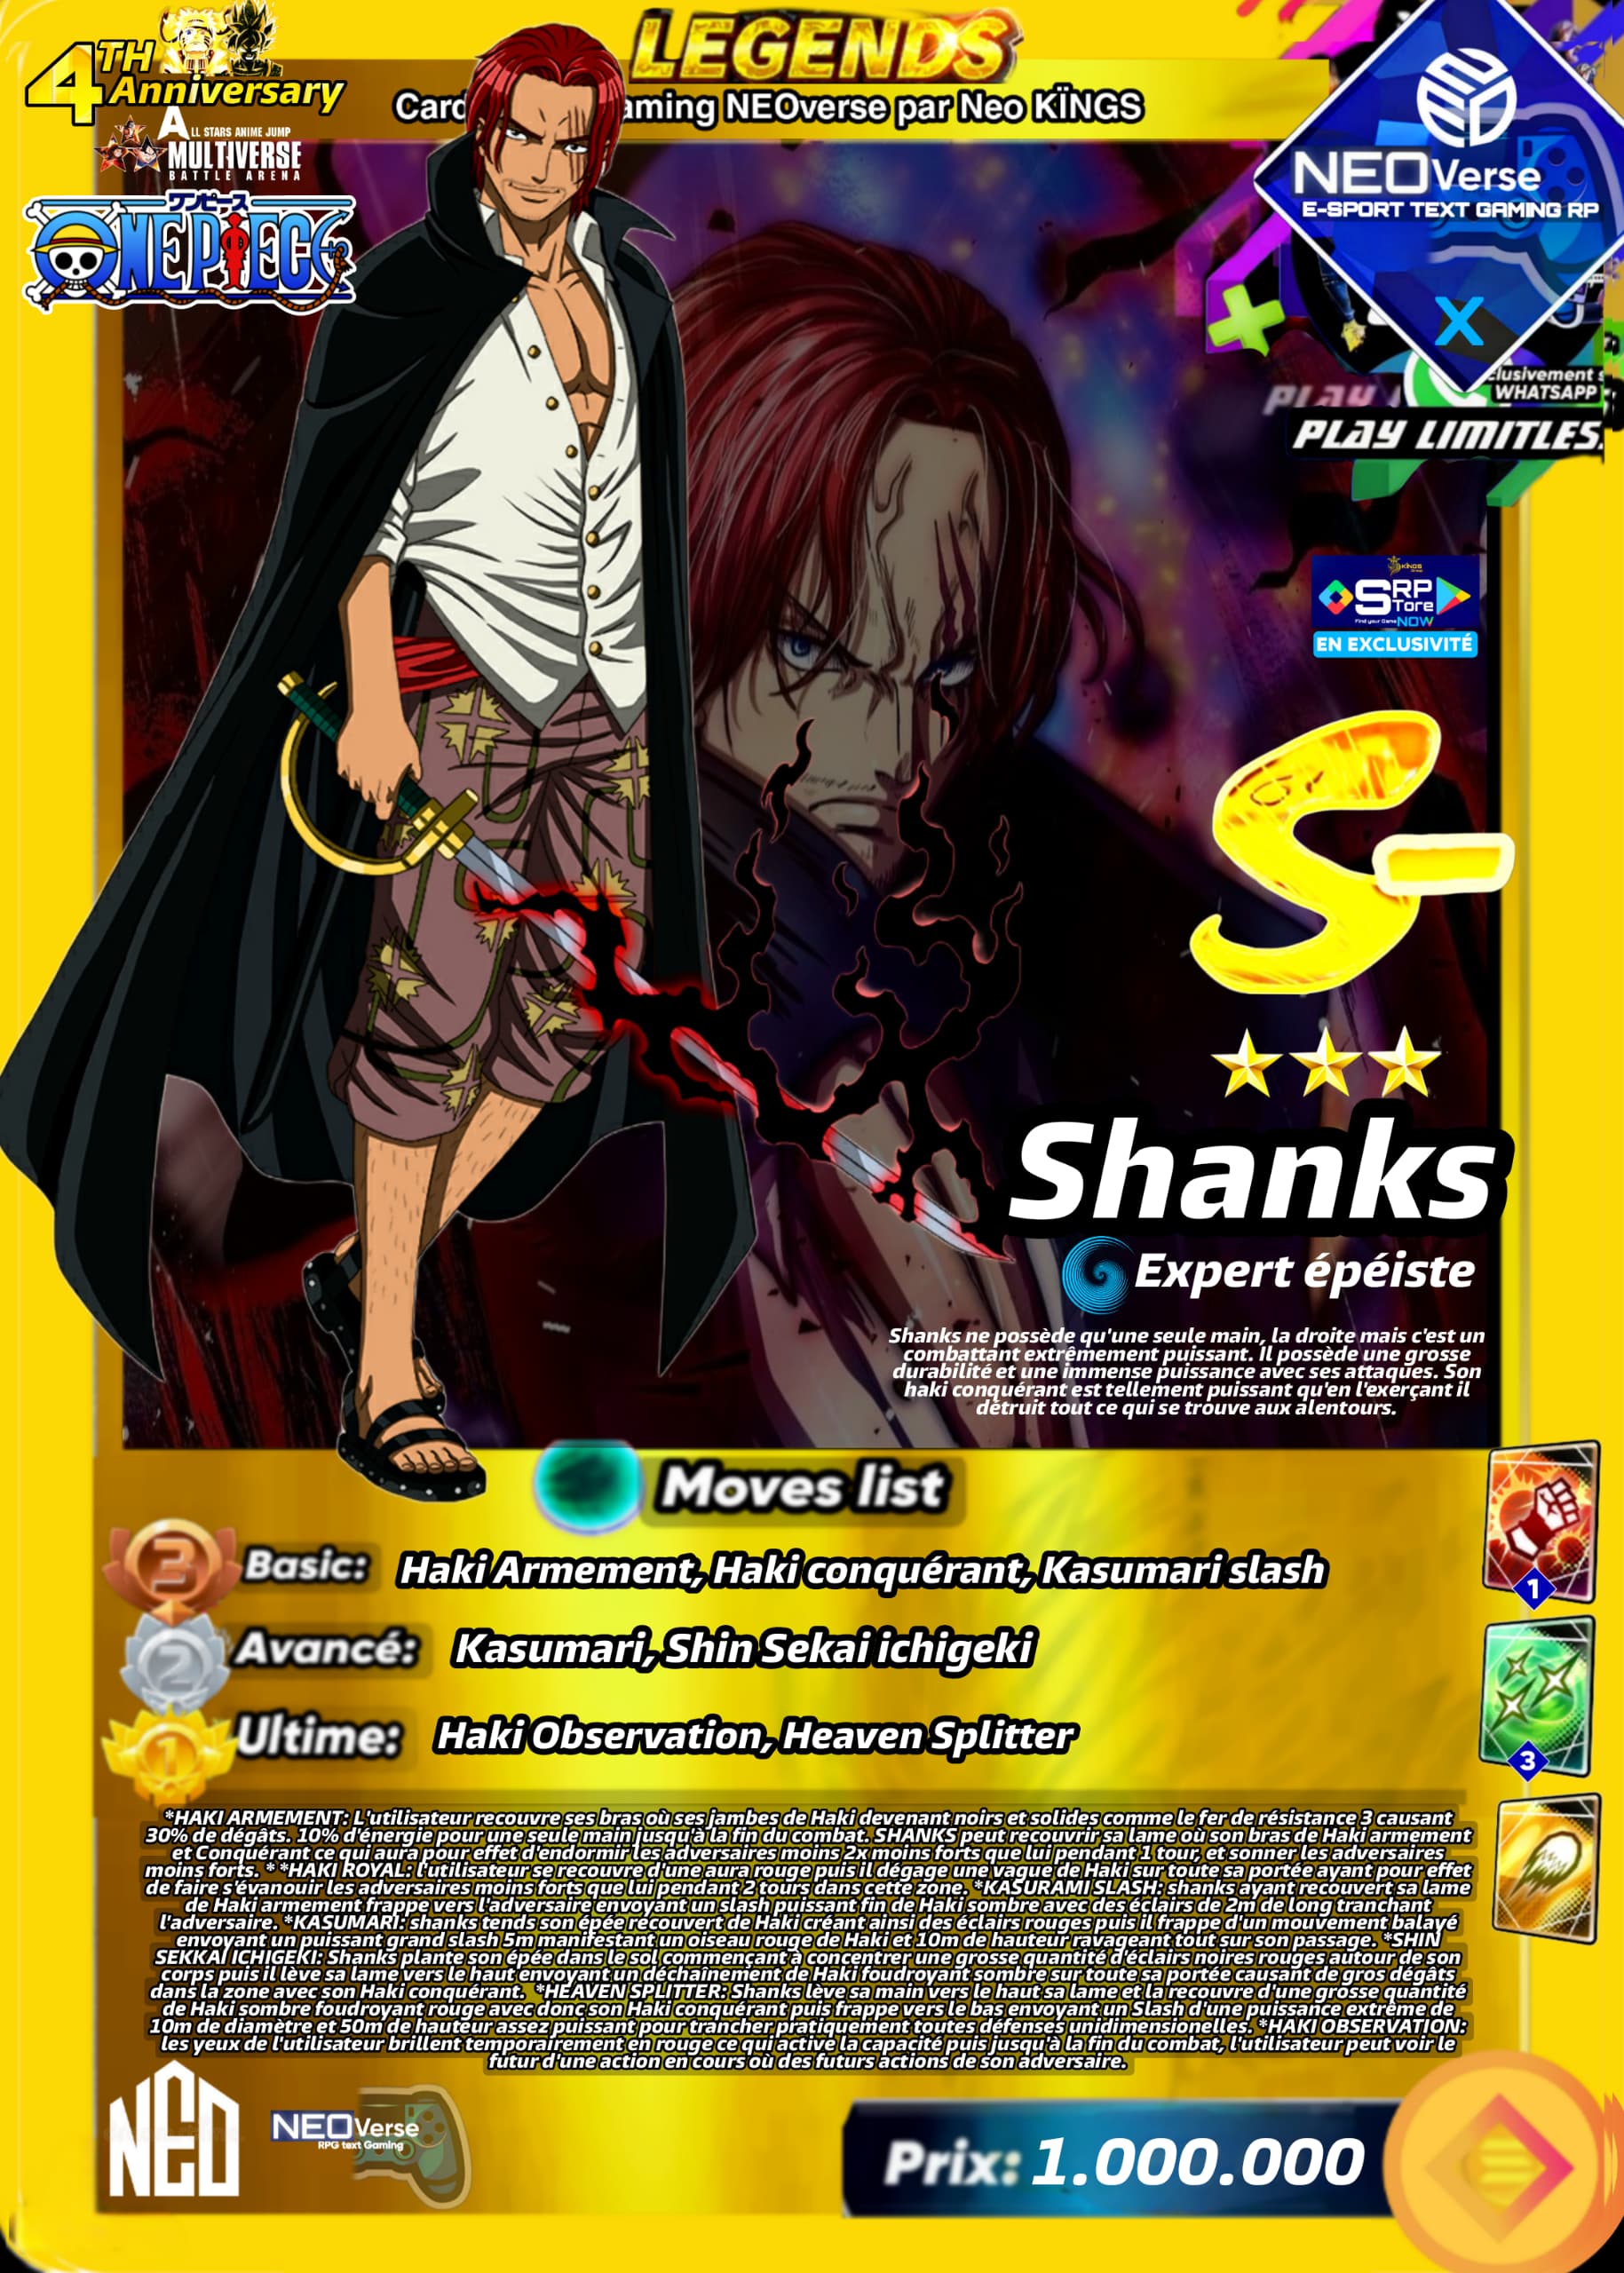 4TH
Anniversary
LEGENDS
Card aming NEOverse par Neo KÏNGS
ALL STARS ANIME JUMP
MULTIVERSE
BATTLE ARENA
ワンピース
ONE PIECE
NEOVerse
E-SPORT TEXT GAMING RP
X
clusivement s
WHATSAPP
PLAY
PLAY LIMITLES
KiNGS
SRP
Tore
Find your Game NOW
EN EXCLUSIVITÉ
S-
Shanks
Expert épéiste
Shanks ne possède qu'une seule main, la droite mais c'est un
combattant extrêmement puissant. Il possède une grosse
durabilité et une immense puissance avec ses attaques. Son
haki conquérant est tellement puissant qu'en l'exerçant il
détruit tout ce qui se trouve aux alentours.
Moves list
3 Basic: Haki Armement, Haki conquérant, Kasumari slash
1
2 Avancé: Kasumari, Shin Sekai ichigeki
1 Ultime: Haki Observation, Heaven Splitter
3
*HAKI ARMEMENT: L'utilisateur recouvre ses bras où ses jambes de Haki devenant noirs et solides comme le fer de résistance 3 causant
30% de dégâts. 10% d'énergie pour une seule main jusqu'à la fin du combat. SHANKS peut recouvrir sa lame où son bras de Haki armement
et Conquérant ce qui aura pour effet d'endormir les adversaires moins 2x moins forts que lui pendant 1 tour, et sonner les adversaires
moins forts. * *HAKI ROYAL: l'utilisateur se recouvre d'une aura rouge puis il dégage une vague de Haki sur toute sa portée ayant pour effet
de faire s'évanouir les adversaires moins forts que lui pendant 2 tours dans cette zone. *KASURAMI SLASH: shanks ayant recouvert sa lame
de Haki armement frappe vers l'adversaire envoyant un slash puissant fin de Haki sombre avec des éclairs de 2m de long tranchant
l'adversaire. *KASUMARI: shanks tends son épée recouvert de Haki créant ainsi des éclairs rouges puis il frappe d'un mouvement balayé
envoyant un puissant grand slash 5m manifestant un oiseau rouge de Haki et 10m de hauteur ravageant tout sur son passage. *SHIN
SEKKAI ICHIGEKI: Shanks plante son épée dans le sol commençant à concentrer une grosse quantité d'éclairs noires rouges autour de son
corps puis il lève sa lame vers le haut envoyant un déchaînement de Haki foudroyant sombre sur toute sa portée causant de gros dégâts
dans la zone avec son Haki conquérant. *HEAVEN SPLITTER: Shanks lève sa main vers le haut sa lame et la recouvre d'une grosse quantité
de Haki sombre foudroyant rouge avec donc son Haki conquérant puis frappe vers le bas envoyant un Slash d'une puissance extrême de
10m de diamètre et 50m de hauteur assez puissant pour trancher pratiquement toutes défenses unidimensionelles. *HAKI OBSERVATION:
les yeux de l'utilisateur brillent temporairement en rouge ce qui active la capacité puis jusqu'à la fin du combat, l'utilisateur peut voir le
futur d'une action en cours où des futurs actions de son adversaire.
NEO
NEOVerse
RPG text Gaming
Prix: 1.000.000